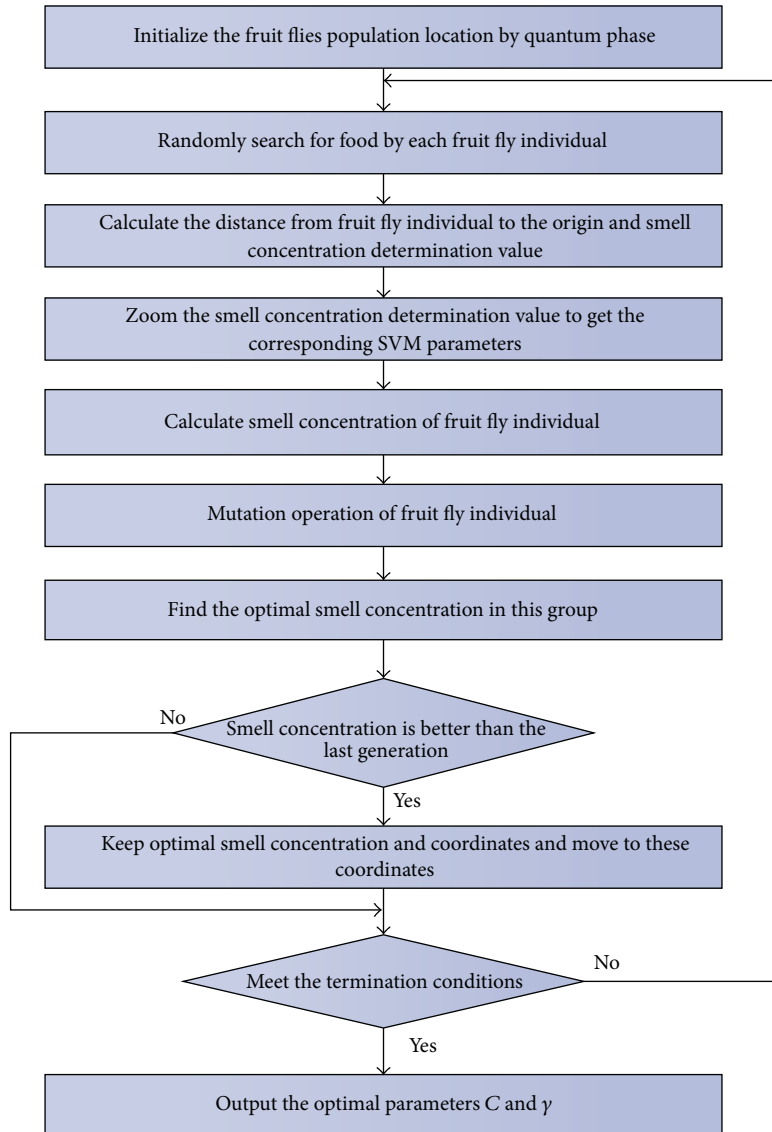 Initialize the fruit flies population location by quantum phase
Randomly search for food by each fruit fly individual
Calculate the distance from fruit fly individual to the origin and smell
concentration determination value
Zoom the smell concentration determination value to get the
corresponding SVM parameters
Calculate smell concentration of fruit fly individual
Mutation operation of fruit fly individual
Find the optimal smell concentration in this group
No
Smell concentration is better than the
last generation
Yes
Keep optimal smell concentration and coordinates and move to these
coordinates
No
Meet the termination conditions
Yes
Output the optimal parameters C and γ